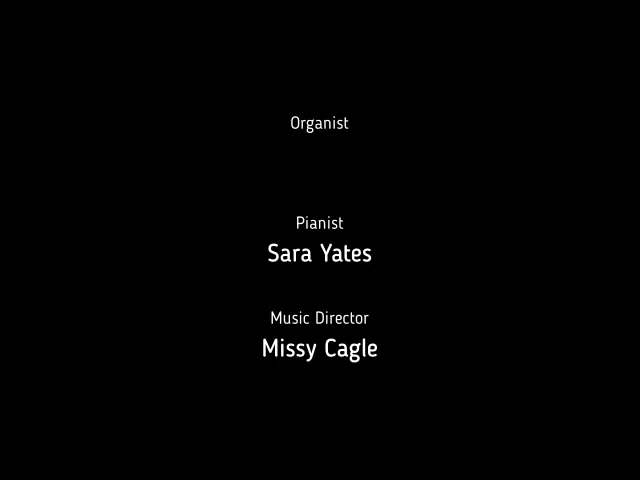 Organist
Pianist
Sara Yates
Music Director
Missy Cagle